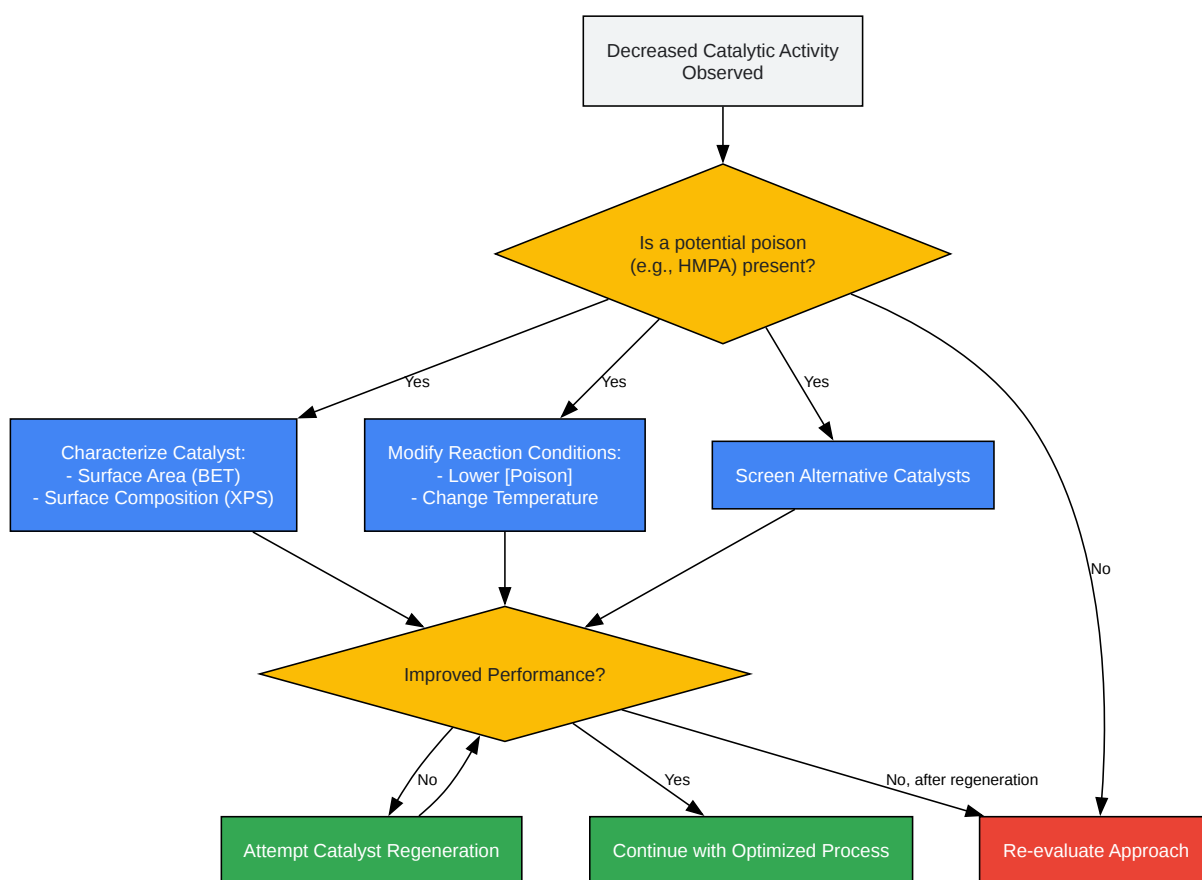 Decreased Catalytic Activity
Observed
Is a potential poison
(e.g., HMPA) present?
Yes
Yes
Yes
No
Characterize Catalyst:
- Surface Area (BET)
- Surface Composition (XPS)
Modify Reaction Conditions:
- Lower [Poison]
- Change Temperature
Screen Alternative Catalysts
Improved Performance?
No
Yes
No, after regeneration
Attempt Catalyst Regeneration
Continue with Optimized Process
Re-evaluate Approach